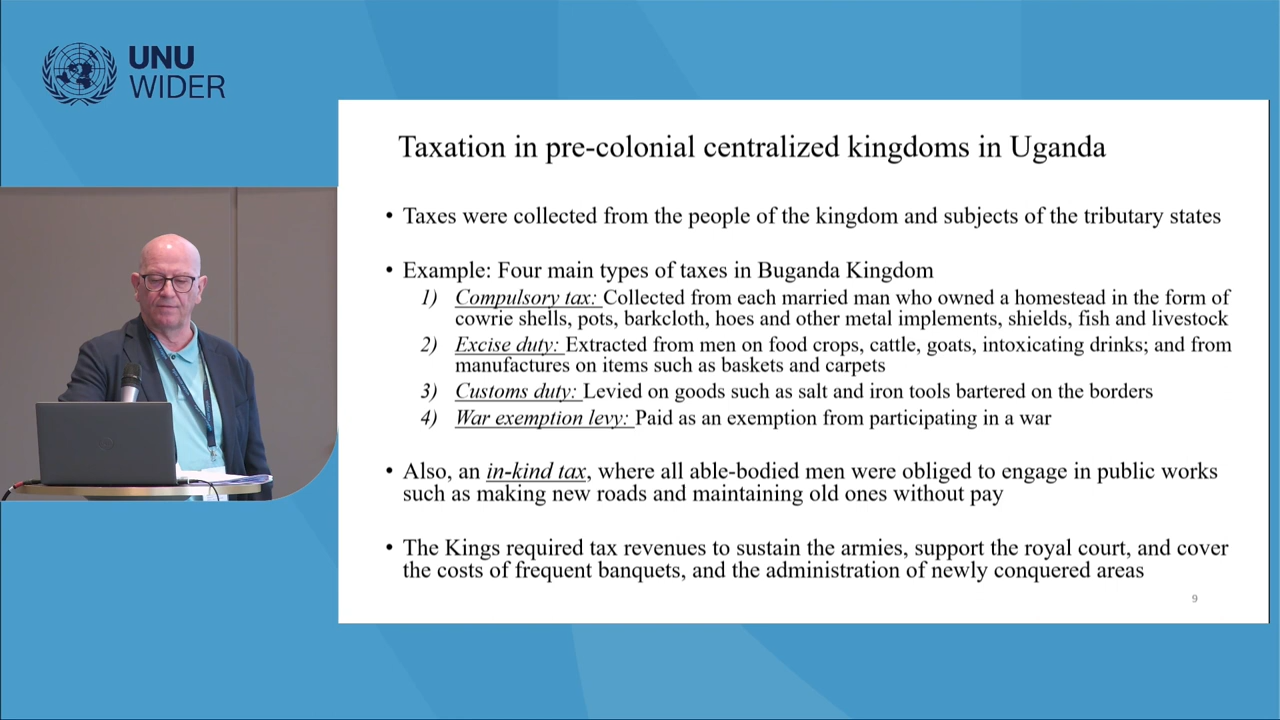 UNU
WIDER
Taxation in pre-colonial centralized kingdoms in Uganda
• Taxes were collected from the people of the kingdom and subjects of the tributary states
• Example: Four main types of taxes in Buganda Kingdom
1) Compulsory tax: Collected from each married man who owned a homestead in the form of
cowrie shells, pots, barkcloth, hoes and other metal implements, shields, fish and livestock
2) Excise duty: Extracted from men on food crops, cattle, goats, intoxicating drinks; and from
manufactures on items such as baskets and carpets
3) Customs duty: Levied on goods such as salt and iron tools bartered on the borders
4) War exemption levy: Paid as an exemption from participating in a war
• Also, an in-kind tax, where all able-bodied men were obliged to engage in public works
such as making new roads and maintaining old ones without pay
• The Kings required tax revenues to sustain the armies, support the royal court, and cover
the costs of frequent banquets, and the administration of newly conquered areas
9